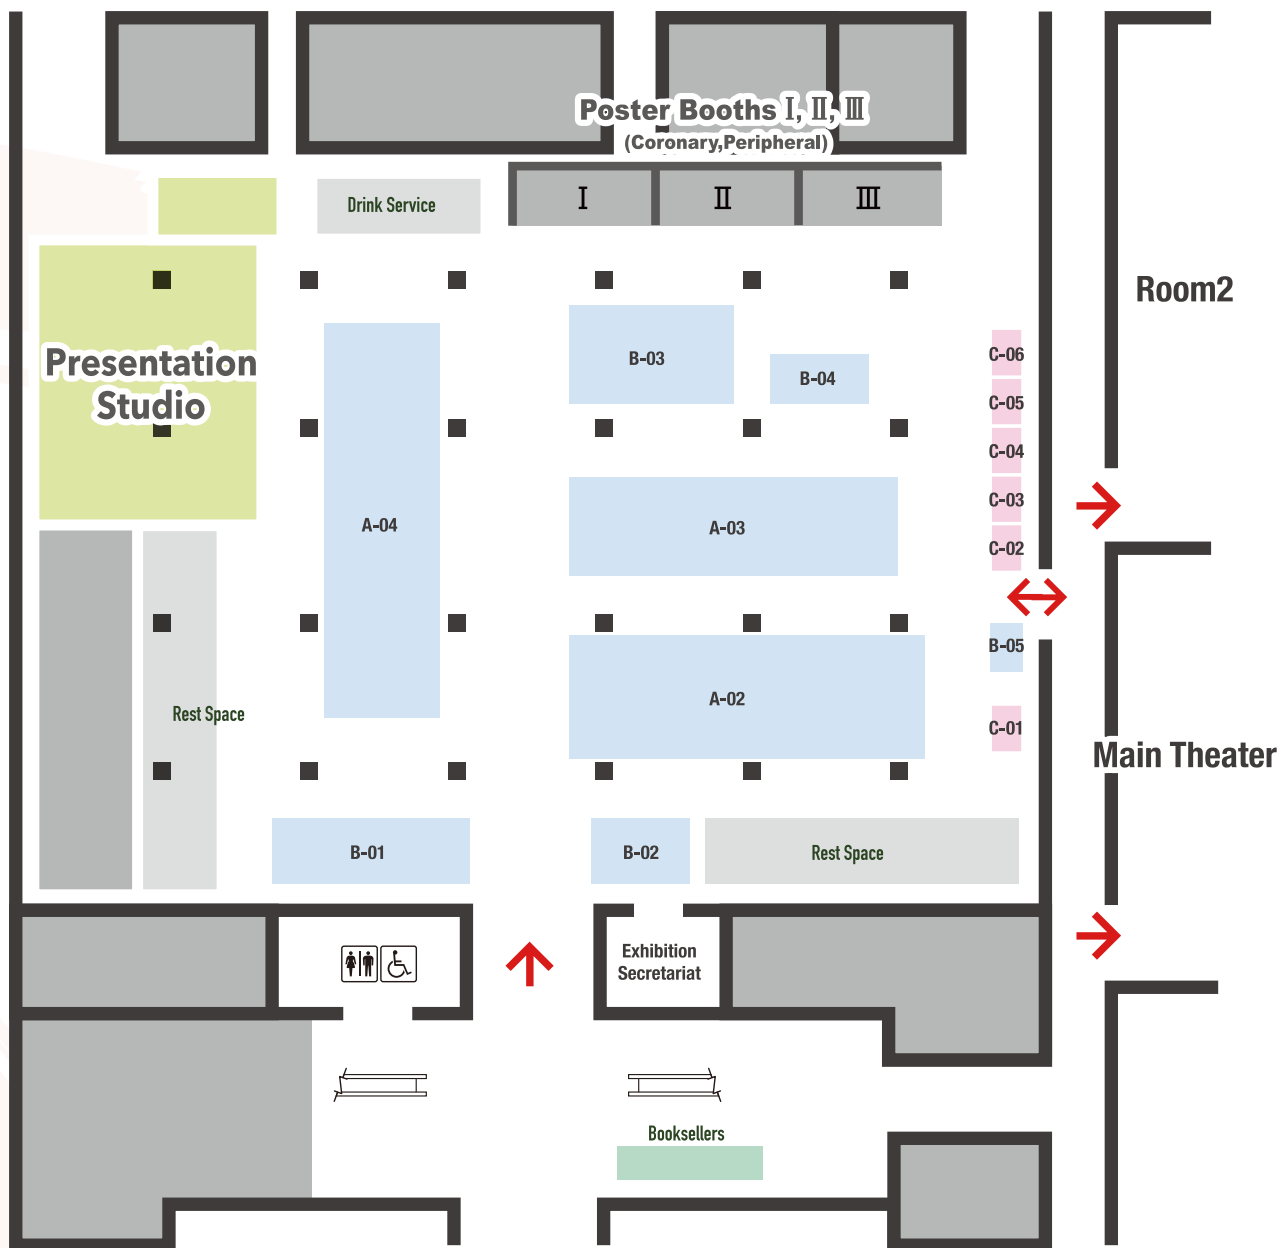 Poster Booths Ⅰ, Ⅱ, Ⅲ
(Coronary,Peripheral)
Ⅰ
Ⅱ
Ⅲ
Drink Service
Room2
Presentation
Studio
B-03
B-04
C-06
C-05
C-04
C-03
C-02
A-04
A-03
B-05
A-02
C-01
Rest Space
Main Theater
B-01
B-02
Rest Space
Exhibition
Secretariat
Booksellers